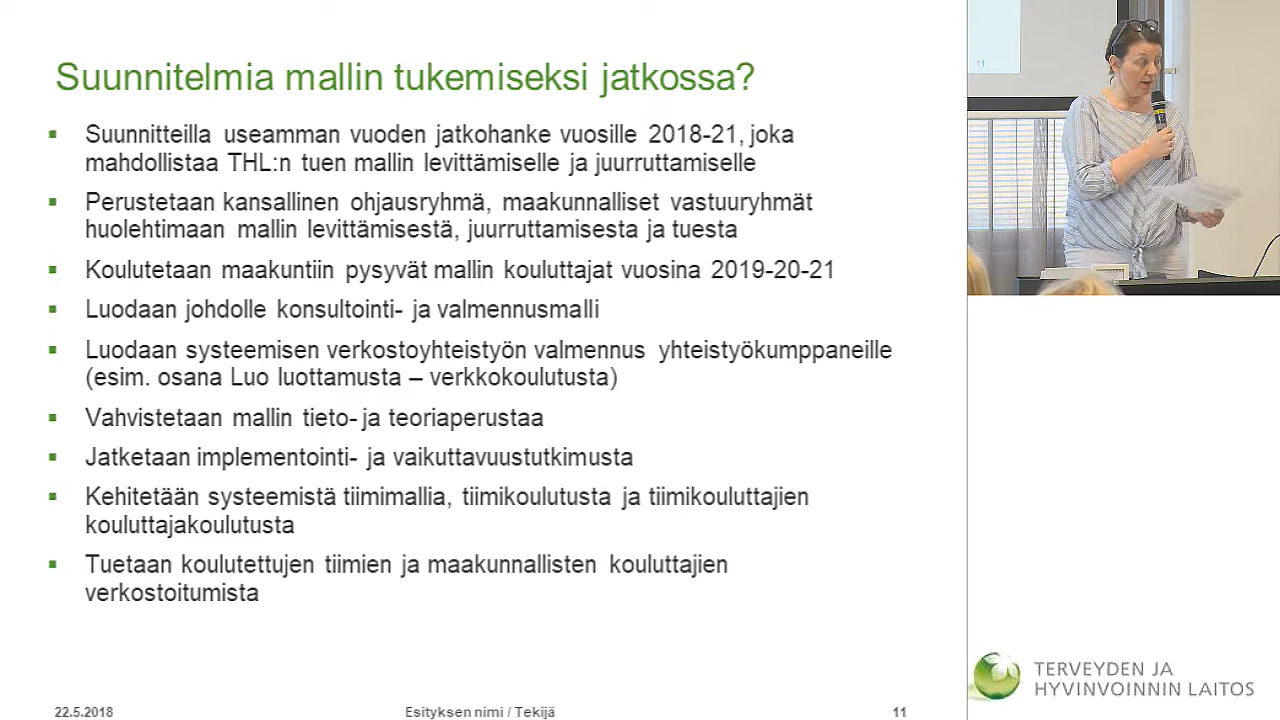 Suunnitelmia mallin tukemiseksi jatkossa?
▪ Suunnitteilla useamman vuoden jatkohanke vuosille 2018-21, joka
mahdollistaa THL:n tuen mallin levittämiselle ja juurruttamiselle
▪ Perustetaan kansallinen ohjausryhmä, maakunnalliset vastuuryhmät
huolehtimaan mallin levittämisestä, juurruttamisesta ja tuesta
▪ Koulutetaan maakuntiin pysyvät mallin kouluttajat vuosina 2019-20-21
▪ Luodaan johdolle konsultointi- ja valmennusmalli
▪ Luodaan systeemisen verkostoyhteistyön valmennus yhteistyökumppaneille
(esim. osana Luo luottamusta – verkkokoulutusta)
▪ Vahvistetaan mallin tieto- ja teoriaperustaa
▪ Jatketaan implementointi- ja vaikuttavuustutkimusta
▪ Kehitetään systeemistä tiimimallia, tiimikoulutusta ja tiimikouluttajien
kouluttajakoulutusta
▪ Tuetaan koulutettujen tiimien ja maakunnallisten kouluttajien
verkostoitumista
22.5.2018
Esityksen nimi / Tekijä
11
11
TERVEYDEN JA
HYVINVOINNIN LAITOS